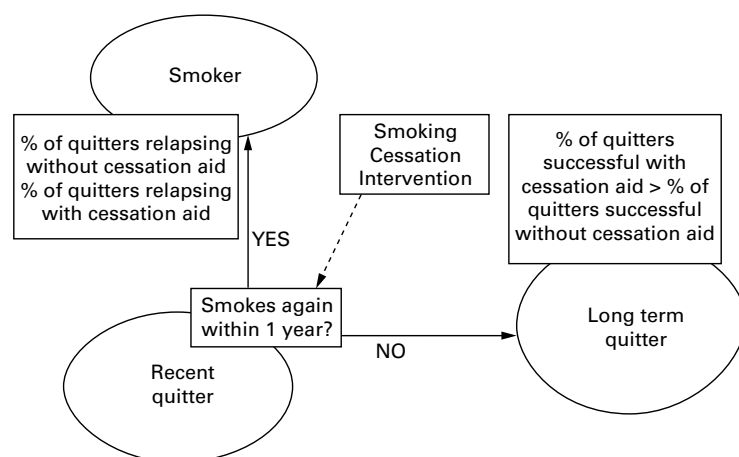 Smoker
% of quitters relapsing
without cessation aid
% of quitters relapsing
with cessation aid
Smoking
Cessation
Intervention
% of quitters
successful with
cessation aid > % of
quitters successful
without cessation aid
YES
Smokes again
within 1 year?
NO
Long term
quitter
Recent
quitter